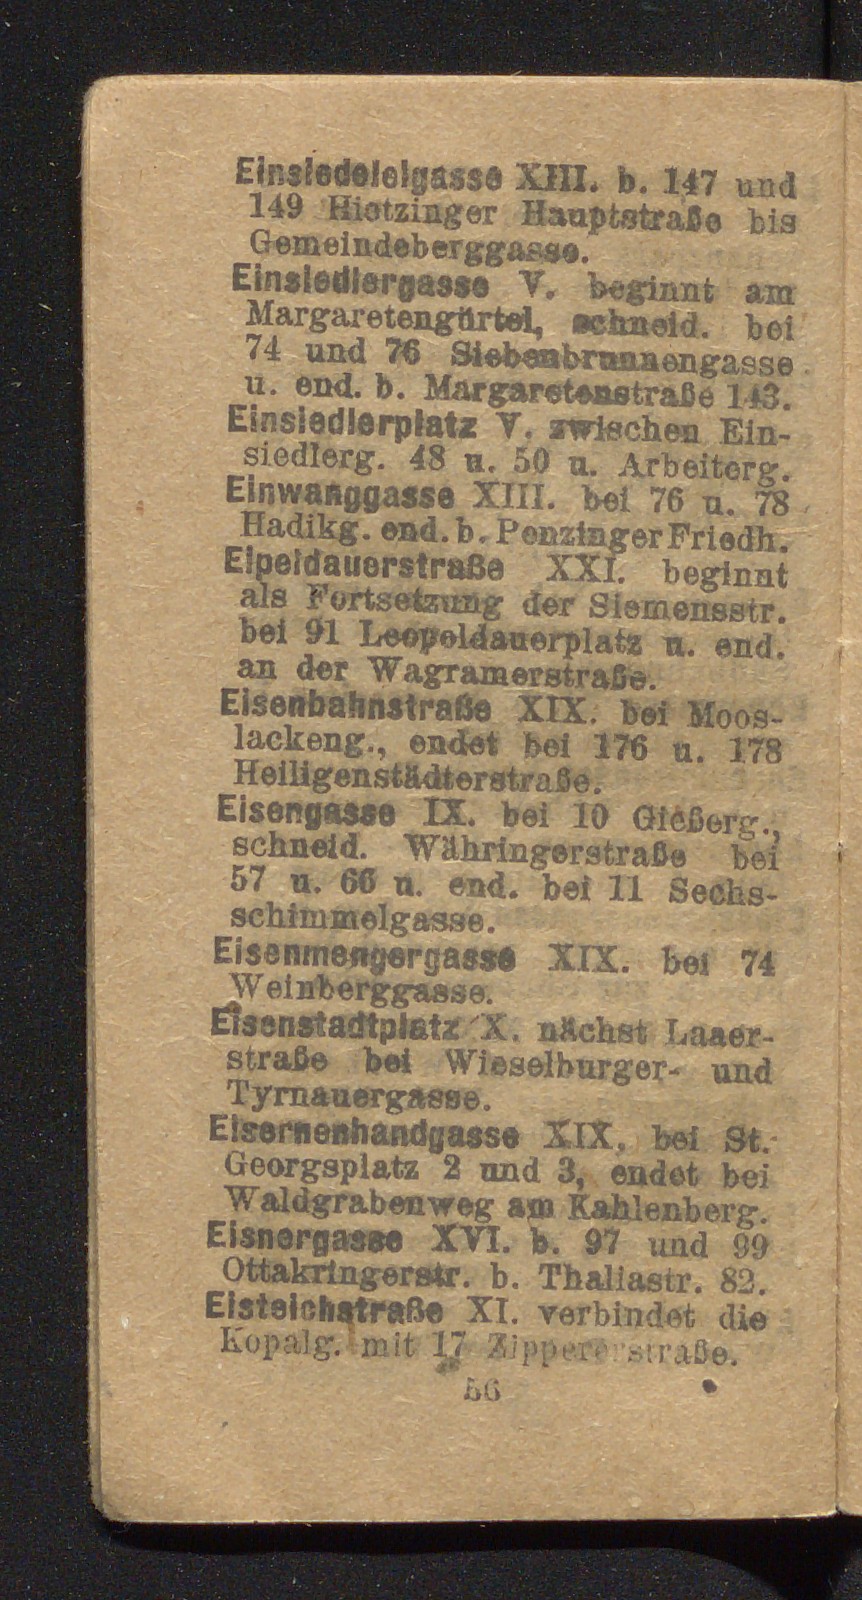 Einsiedeleigasse XIII. b. 147 und
149 Hietzinger Hauptstraße bis
Gemeindeberggasse.
Einsiedlergasse V. beginnt am
Margaretengürtel, schneid. bei
74 und 76 Siebenbrunnengasse
u. end. b. Margaretenstraße 143.
Einsiedlerplatz V. zwischen Ein-
siedlerg. 48 u. 50 u. Arbeiterg.
Einwanggasse XIII. bei 76 u. 78
Hadikg. end. b. Penzinger Friedh.
Eipeldauerstraße XXI. beginnt
als Fortsetzung der Siemensstr.
bei 91 Leopoldauerplatz u. end.
an der Wagramerstraße.
Eisenbahnstraße XIX. bei Moos-
lackeng., endet bei 176 u. 178
Heiligenstädterstraße.
Eisengasse IX. bei 10 Gießerg.,
schneid. Währingerstraße bei
57 u. 66 u. end. bei 11 Sechs-
schimmelgasse.
Eisenmengergasse XIX. bei 74
Weinberggasse.
Eisenstadtplatz X. nächst Laaer-
straße bei Wieselburger- und
Tyrnauergasse.
Eisernenhandgasse XIX, bei St.
Georgsplatz 2 und 3, endet bei
Waldgrabenweg am Kahlenberg.
Eisnergasse XVI. b. 97 und 99
Ottakringerstr. b. Thaliastr. 82.
Eisteichstraße XI. verbindet die
Kopalg. mit 17 Zippererstraße.
56